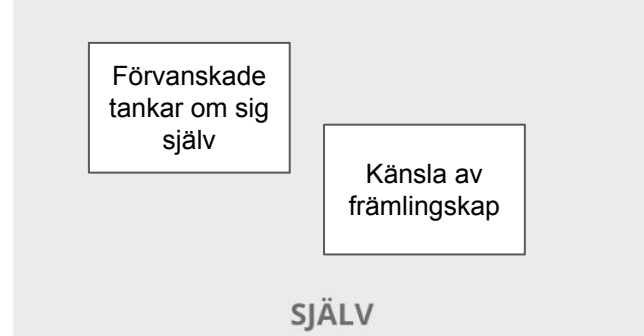 Förvanskade
tankar om sig
själv
Känsla av
främlingskap
SJÄLV